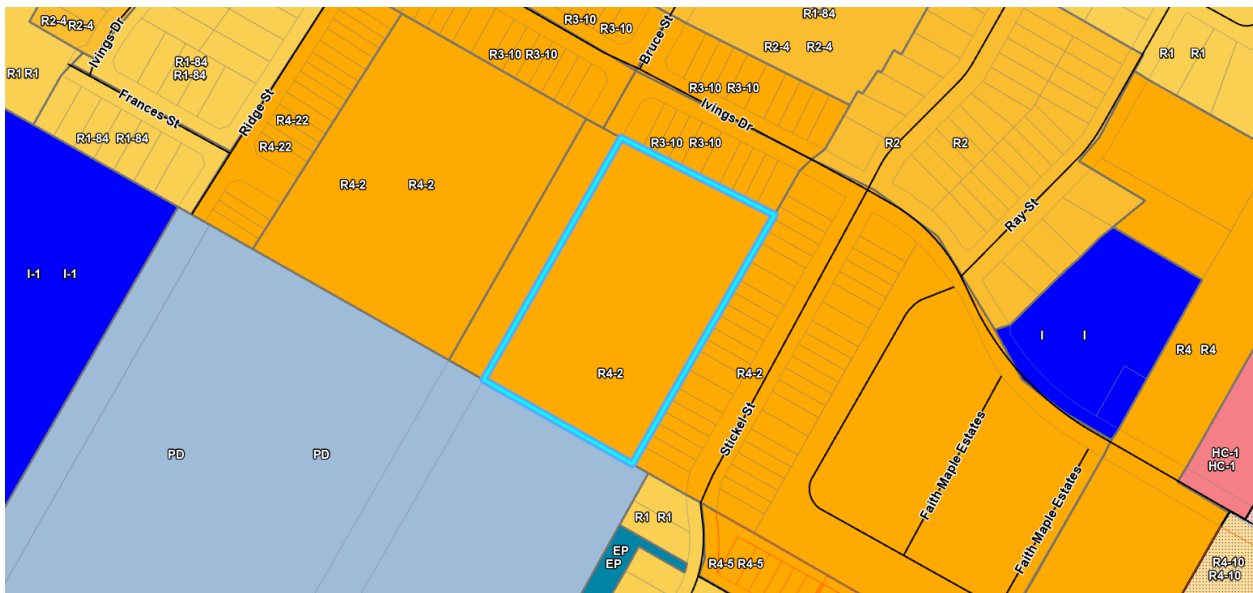 R1-84
R3-10
R3-10
R2-4
R2-4
Ivings-Dr
R2-4 R2-4
Bruce-St
R3-10 R3-10
R1 R1
R1-84
R1-84
R1 R1
R3-10 R3-10
Frances-St
Ridge-St
Ivings-Dr
R4-22
R1-84 R1-84
R4-22
R3-10 R3-10
R2 R2
R4-2 R4-2
Ray-St
I-1 I-1
I I
R4 R4
R4-2
R4-2
Stickel-St
Faith-Maple-Estates
PD PD
HC-1
HC-1
Faith-Maple-Estates
R1 R1
EP
EP
R4-5 R4-5
R4-10
R4-10